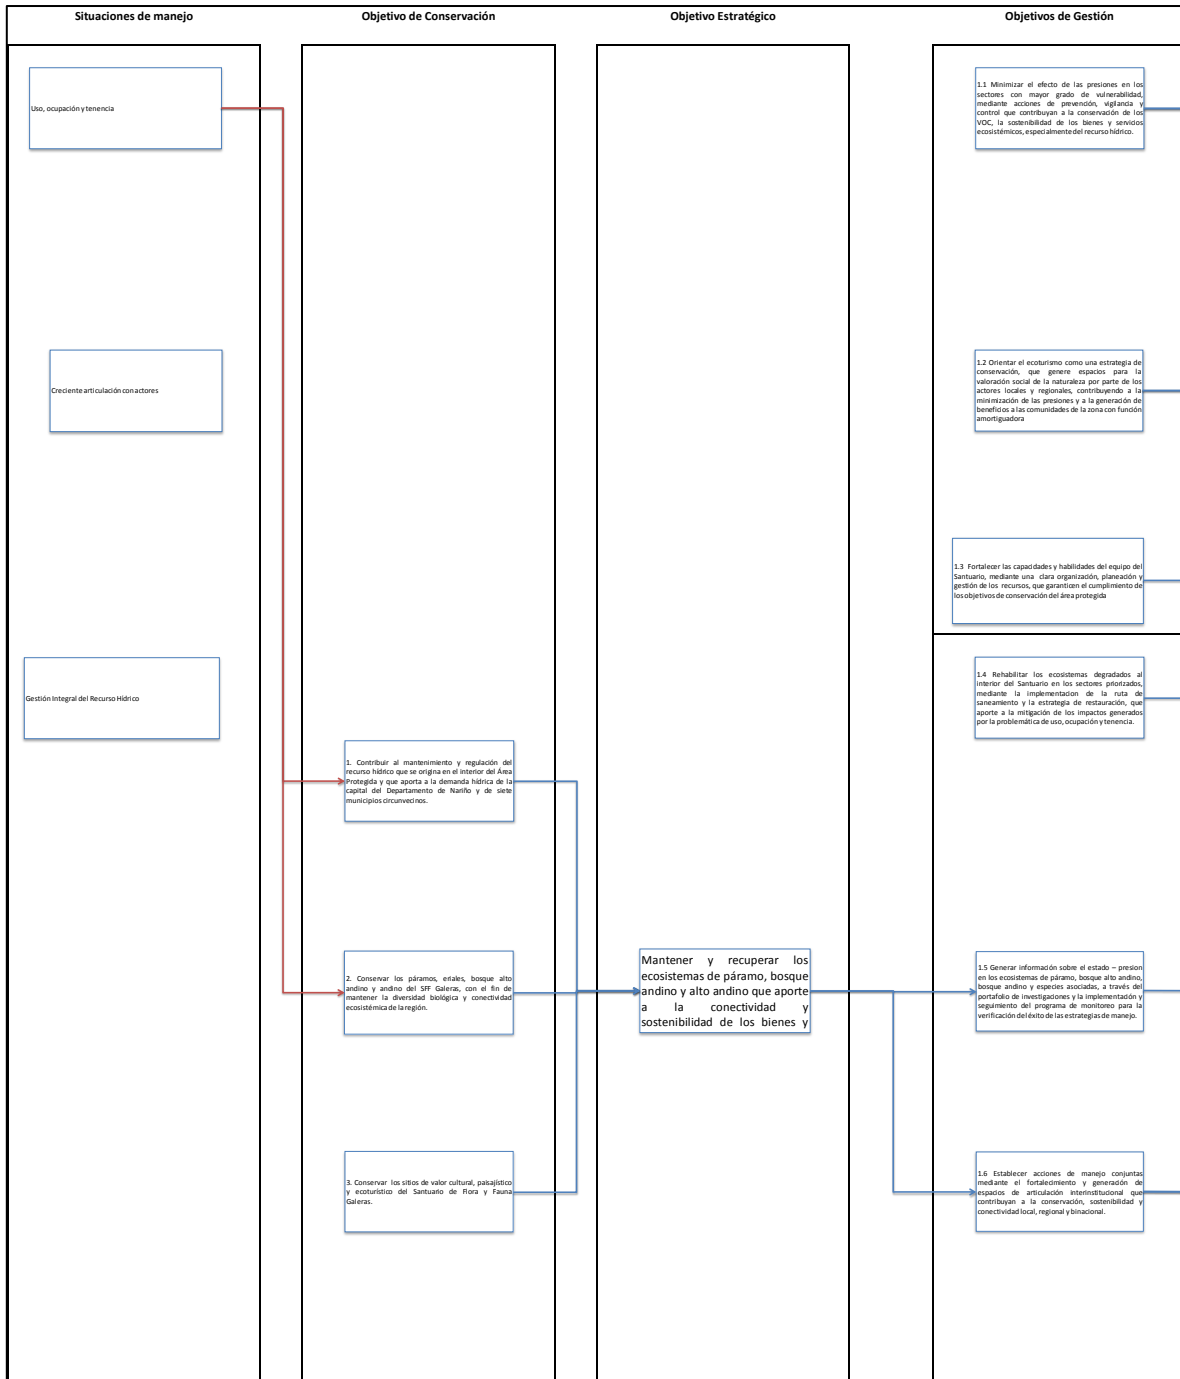 Situaciones de manejo
Objetivo de Conservación
Objetivo Estratégico
Objetivos de Gestión
Uso, ocupación y tenencia
Creciente articulación con actores
Gestión Integral del Recurso Hídrico
1. Contribuir al mantenimiento y regulación del
recurso hídrico que se origina en el interior del Área
Protegida y que aporta a la demanda hídrica de la
capital del Departamento de Nariño y de siete
municipios circunvecinos.
2. Conservar los páramos, eriales, bosque alto
andino y andino del SFF Galeras, con el fin de
mantener la diversidad biológica y conectividad
ecosistémica de la región.
3. Conservar los sitios de valor cultural, paisajístico
y ecoturístico del Santuario de Flora y Fauna
Galeras.
Mantener y recuperar los
ecosistemas de páramo, bosque
andino y alto andino que aporte
a la conectividad y
sostenibilidad de los bienes y
1.1 Minimizar el efecto de las presiones en los
sectores con mayor grado de vulnerabilidad,
mediante acciones de prevención, vigilancia y
control que contribuyan a la conservación de los
VOC, la sostenibilidad de los bienes y servicios
ecosistémicos, especialmente del recurso hídrico.
1.2 Orientar el ecoturismo como una estrategia de
conservación, que genere espacios para la
valoración social de la naturaleza por parte de los
actores locales y regionales, contribuyendo a la
minimización de las presiones y a la generación de
beneficios a las comunidades de la zona con función
amortiguadora
1.3 Fortalecer las capacidades y habilidades del equipo del
Santuario, mediante una clara organización, planeación y
gestión de los recursos, que garanticen el cumplimiento de
los objetivos de conservación del área protegida
1.4 Rehabilitar los ecosistemas degradados al
interior del Santuario en los sectores priorizados,
mediante la implementacion de la ruta de
saneamiento y la estrategia de restauración, que
aporte a la mitigación de los impactos generados
por la problemática de uso, ocupación y tenencia.
1.5 Generar información sobre el estado – presion
en los ecosistemas de páramo, bosque alto andino,
bosque andino y especies asociadas, a través del
portafolio de investigaciones y la implementación y
seguimiento del programa de monitoreo para la
verificación del éxito de las estrategias de manejo.
1.6 Establecer acciones de manejo conjuntas
mediante el fortalecimiento y generación de
espacios de articulación interinstitucional que
contribuyan a la conservación, sostenibilidad y
conectividad local, regional y binacional.